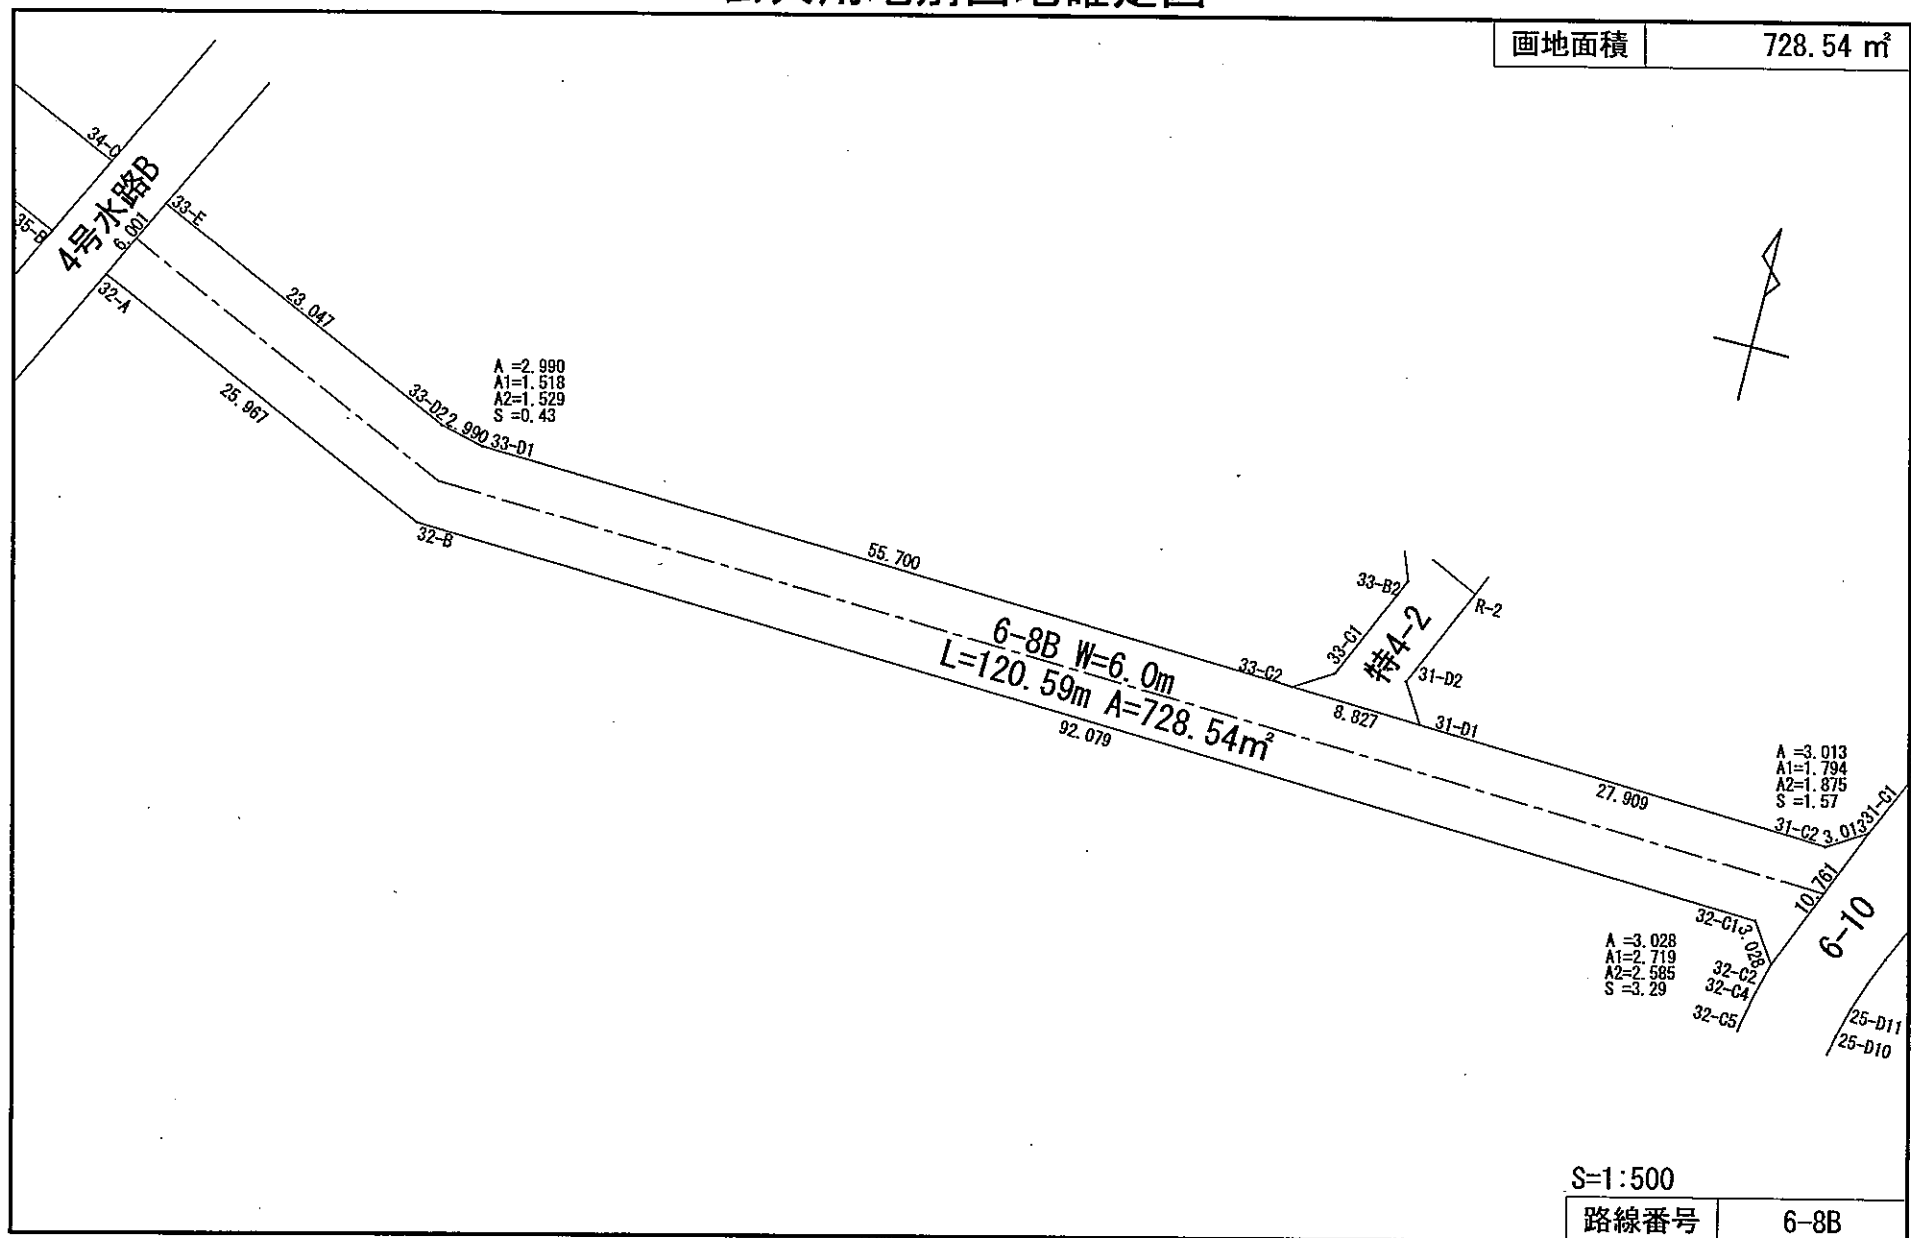 画地面積 728.54 ㎡
34-C
35-B
4号水路B
6.001
33-E
32-A
23.047
25.967
A =2.990
A1=1.518
A2=1.529
S =0.43
33-D2
2.990
33-D1
32-B
55.700
6-8B W=6.0m
L=120.59m A=728.54㎡
92.079
33-B2
33-C1
33-C2
特4-2
R-2
31-D2
8.827
31-D1
27.909
A =3.013
A1=1.794
A2=1.875
S =1.57
31-C2
3.013
31-C1
10.761
6-10
32-C1
3.028
A =3.028
A1=2.719
A2=2.585
S =3.29
32-C2
32-C4
32-C5
25-D11
25-D10
S=1:500
路線番号 6-8B